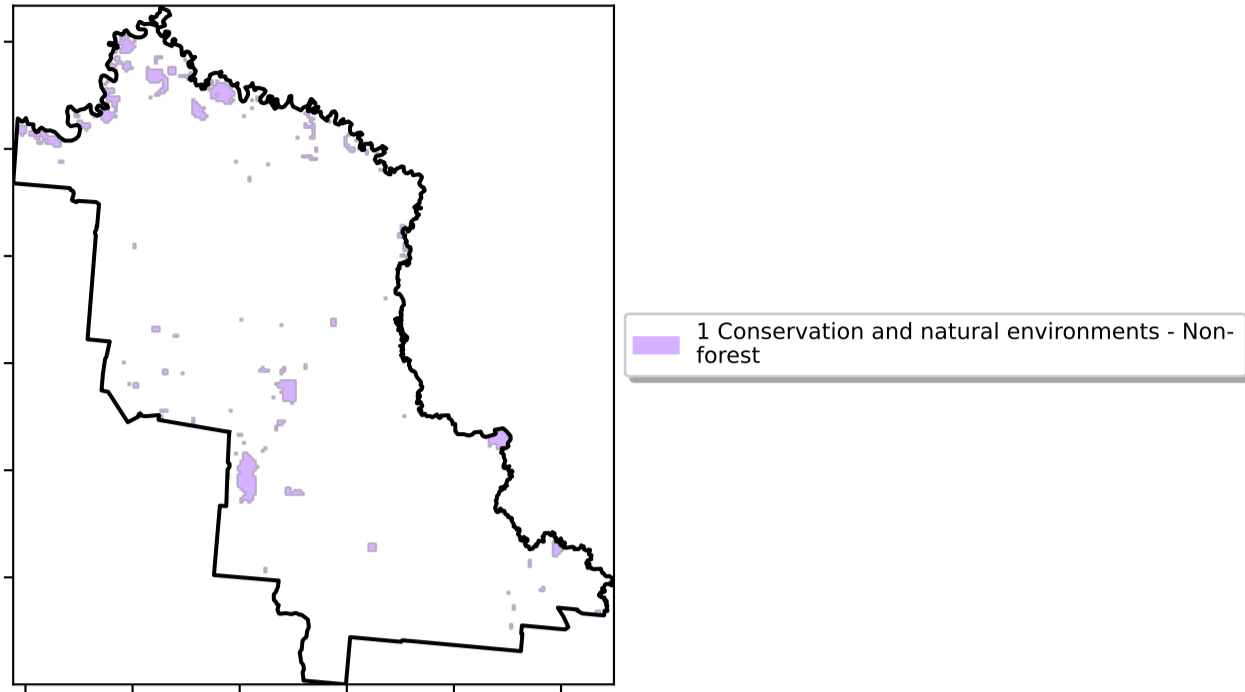 1 Conservation and natural environments - Non-
forest